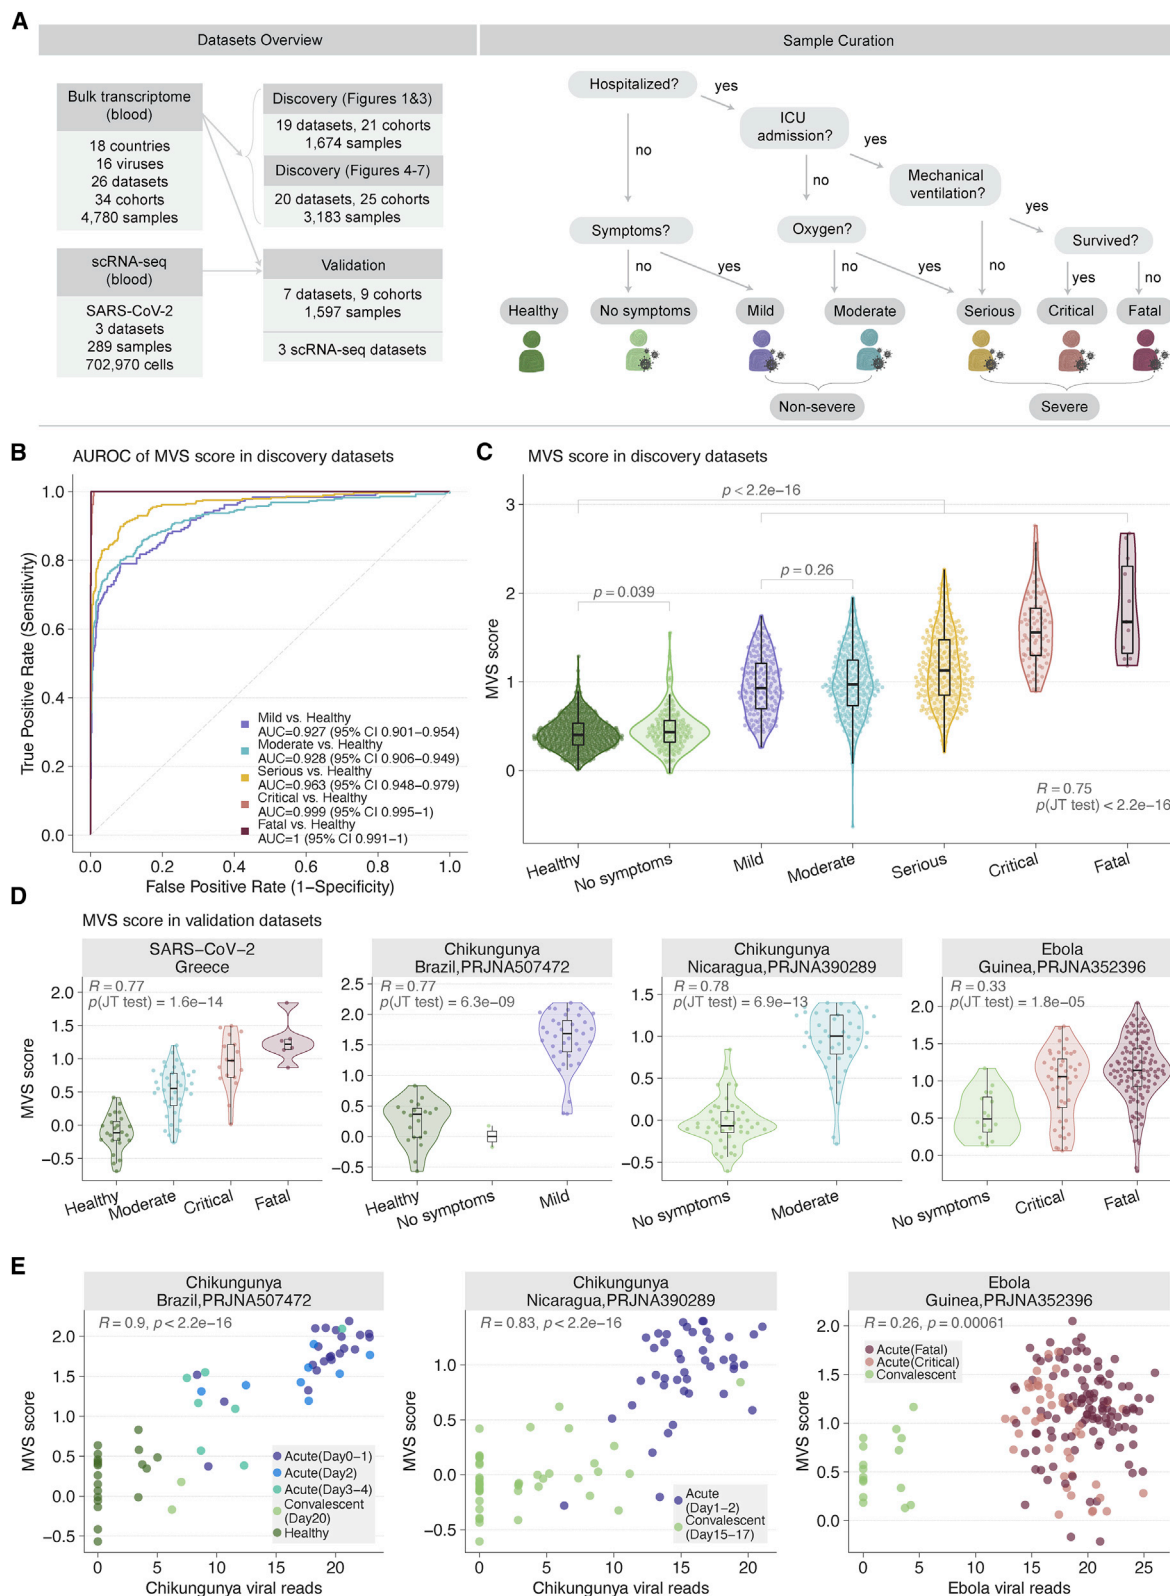 A
Datasets Overview
Sample Curation
Bulk transcriptome
(blood)
18 countries
16 viruses
26 datasets
34 cohorts
4,780 samples
scRNA-seq
(blood)
SARS-CoV-2
3 datasets
289 samples
702,970 cells
Discovery (Figures 1&3)
19 datasets, 21 cohorts
1,674 samples
Discovery (Figures 4-7)
20 datasets, 25 cohorts
3,183 samples
Validation
7 datasets, 9 cohorts
1,597 samples
3 scRNA-seq datasets
Hospitalized?
yes
ICU
admission?
yes
no
no
Mechanical
ventilation?
yes
Symptoms?
Oxygen?
Survived?
no
yes
no
yes
no
yes
no
Healthy
No symptoms
Mild
Moderate
Serious
Critical
Fatal
Non-severe
Severe
B
AUROC of MVS score in discovery datasets
True Positive Rate (Sensitivity)
1.0
0.8
0.6
0.4
0.2
0.0
Mild vs. Healthy
AUC=0.927 (95% CI 0.901–0.954)
Moderate vs. Healthy
AUC=0.928 (95% CI 0.906–0.949)
Serious vs. Healthy
AUC=0.963 (95% CI 0.948–0.979)
Critical vs. Healthy
AUC=0.999 (95% CI 0.995–1)
Fatal vs. Healthy
AUC=1 (95% CI 0.991–1)
0.0 0.2 0.4 0.6 0.8 1.0
False Positive Rate (1–Specificity)
C
MVS score in discovery datasets
MVS score
3
2
1
0
p < 2.2e-16
p = 0.039
p = 0.26
R = 0.75
p(JT test) < 2.2e-16
Healthy
No symptoms
Mild
Moderate
Serious
Critical
Fatal
D
MVS score in validation datasets
MVS score
SARS–CoV–2
Greece
R = 0.77
p(JT test) = 1.6e-14
2.0
1.5
1.0
0.5
0.0
−0.5
Healthy
Moderate
Critical
Fatal
Chikungunya
Brazil,PRJNA507472
R = 0.77
p(JT test) = 6.3e-09
2.5
2.0
1.5
1.0
0.5
0.0
−0.5
Healthy
No symptoms
Mild
Chikungunya
Nicaragua,PRJNA390289
R = 0.78
p(JT test) = 6.9e-13
1.5
1.0
0.5
0.0
−0.5
No symptoms
Moderate
Ebola
Guinea,PRJNA352396
R = 0.33
p(JT test) = 1.8e-05
2.0
1.5
1.0
0.5
0.0
No symptoms
Critical
Fatal
E
Chikungunya
Brazil,PRJNA507472
R = 0.9, p < 2.2e-16
MVS score
2.0
1.5
1.0
0.5
0.0
−0.5
Acute(Day0-1)
Acute(Day2)
Acute(Day3-4)
Convalescent
(Day20)
Healthy
0 5 10 15 20
Chikungunya viral reads
Chikungunya
Nicaragua,PRJNA390289
R = 0.83, p < 2.2e-16
MVS score
1.0
0.5
0.0
−0.5
Acute
(Day1-2)
Convalescent
(Day15-17)
0 5 10 15 20
Chikungunya viral reads
Ebola
Guinea,PRJNA352396
R = 0.26, p = 0.00061
MVS score
2.0
1.5
1.0
0.5
0.0
Acute(Fatal)
Acute(Critical)
Convalescent
0 5 10 15 20 25
Ebola viral reads